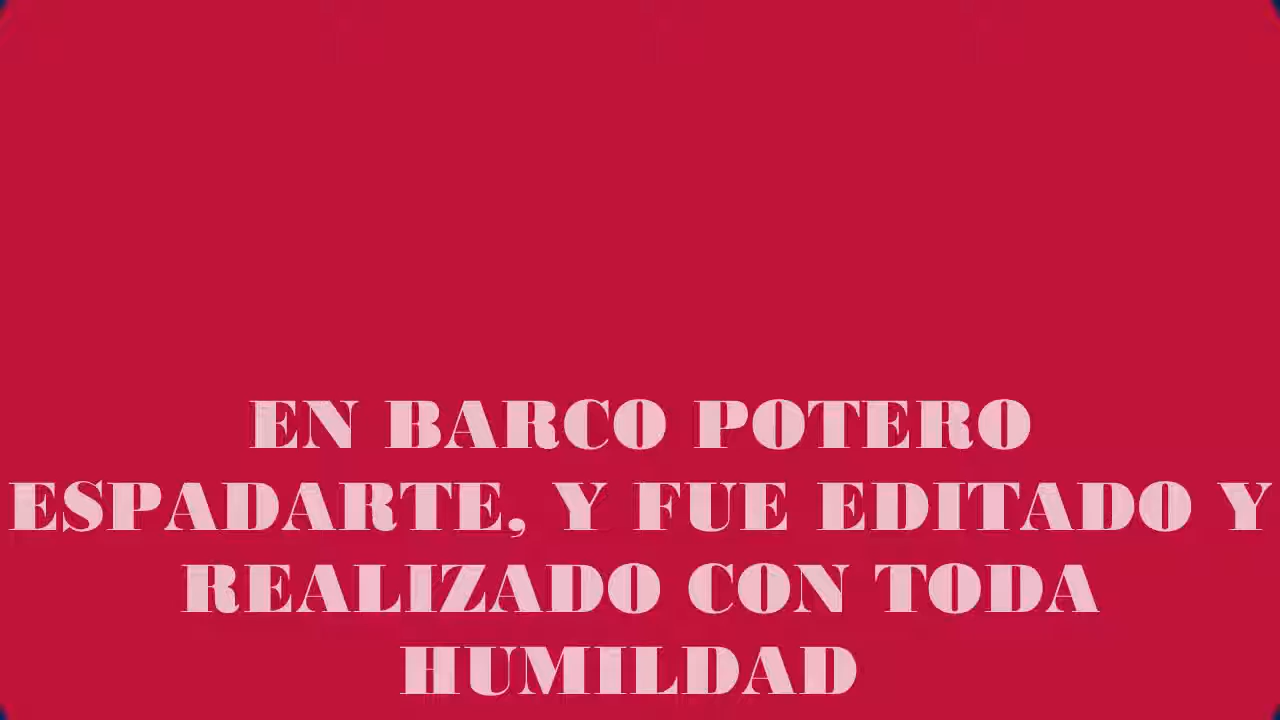 EN BARCO POTERO
ESPADARTE, Y FUE EDITADO Y
REALIZADO CON TODA
HUMILDAD